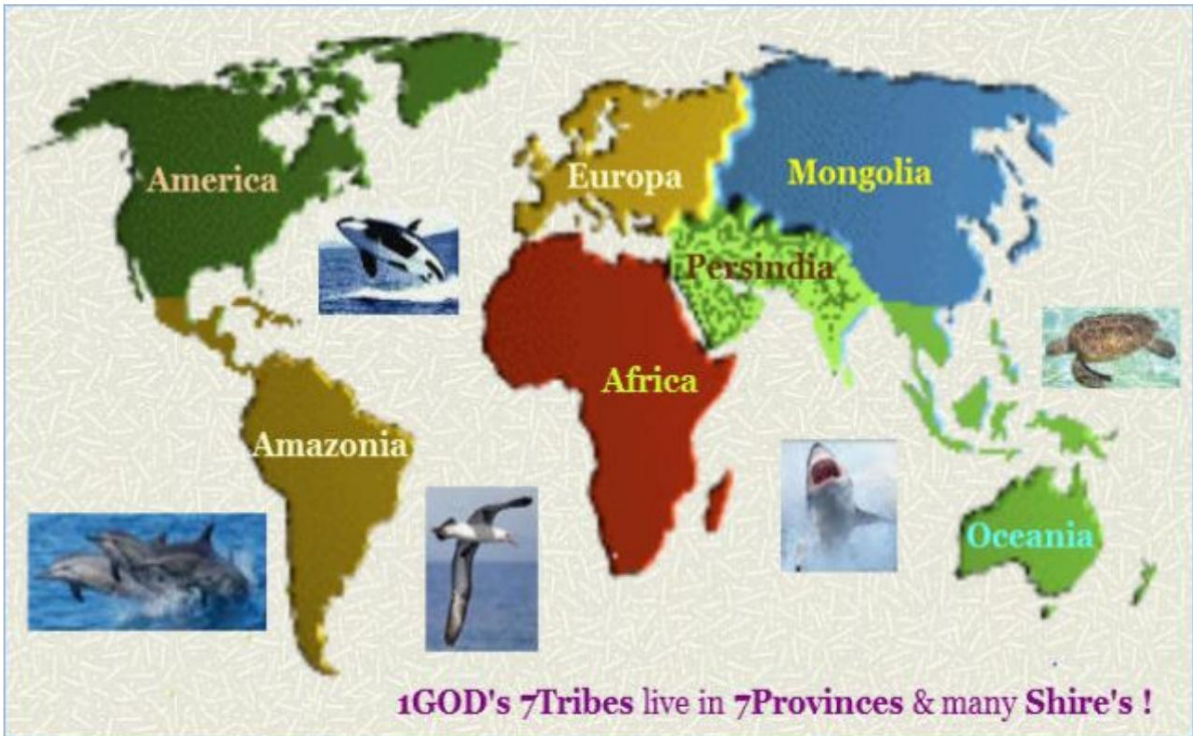 America
Europa
Mongolia
Persindia
Africa
Amazonia
Oceania
1GOD's 7Tribes live in 7Provinces & many Shire's !